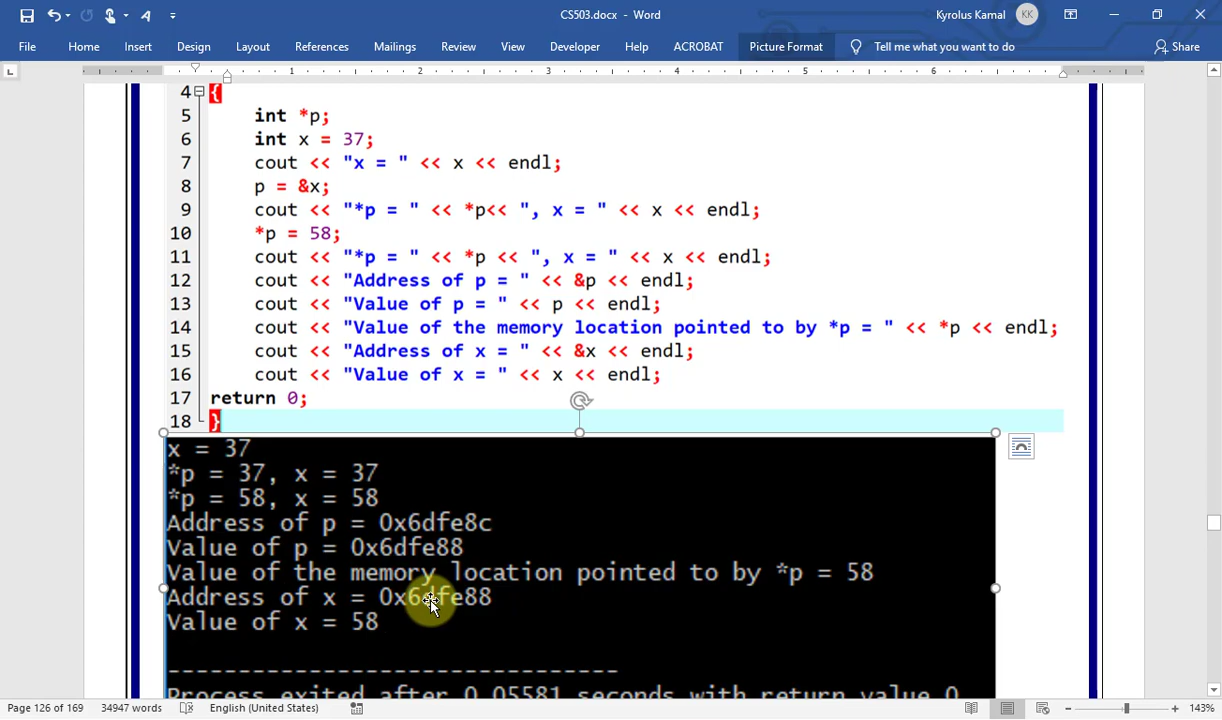 CS503.docx - Word
Kyrolus Kamal KK
File Home Insert Design Layout References Mailings Review View Developer Help ACROBAT Picture Format Tell me what you want to do Share
1 2 3 4 5 6
4 {
5 int *p;
6 int x = 37;
7 cout << "x = " << x << endl;
8 p = &x;
9 cout << "*p = " << *p<< ", x = " << x << endl;
10 *p = 58;
11 cout << "*p = " << *p << ", x = " << x << endl;
12 cout << "Address of p = " << &p << endl;
13 cout << "Value of p = " << p << endl;
14 cout << "Value of the memory location pointed to by *p = " << *p << endl;
15 cout << "Address of x = " << &x << endl;
16 cout << "Value of x = " << x << endl;
17 return 0;
18 }
x = 37
*p = 37, x = 37
*p = 58, x = 58
Address of p = 0x6dfe8c
Value of p = 0x6dfe88
Value of the memory location pointed to by *p = 58
Address of x = 0x6dfe88
Value of x = 58
--------------------------------
Process exited after 0.05581 seconds with return value 0
Page 126 of 169 34947 words English (United States) 143%